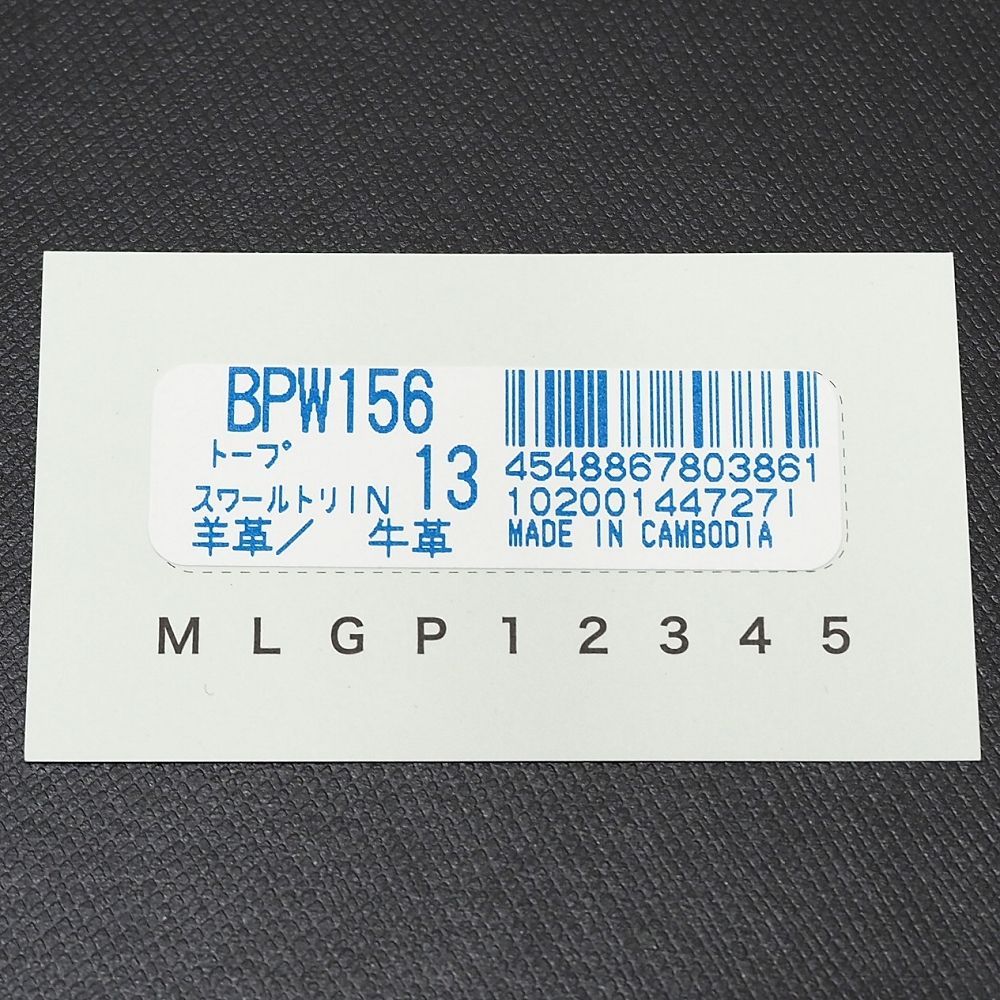 BPW156
トープ 13
スワールトリIN
羊革/ 牛革
4548867803861
102001447271
MADE IN CAMBODIA
M L G P 1 2 3 4 5